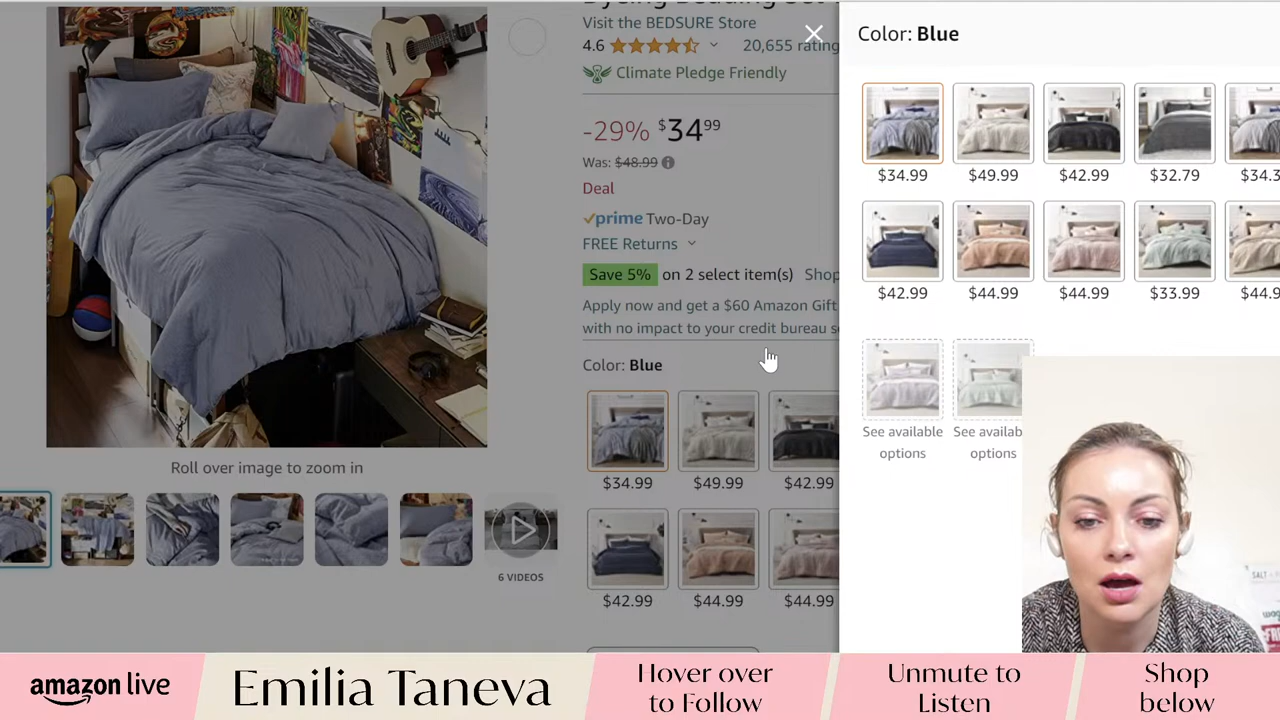 Visit the BEDSURE Store
4.6
20,655 rating
Climate Pledge Friendly
-29% $34.99
Was: $48.99
Deal
prime Two-Day
FREE Returns
Save 5% on 2 select item(s) Shop
Apply now and get a $60 Amazon Gift
with no impact to your credit bureau
Color: Blue
$34.99 $49.99 $42.99
$42.99 $44.99 $44.99
Roll over image to zoom in
6 VIDEOS
Color: Blue
$34.99 $49.99 $42.99 $32.79 $34.3
$42.99 $44.99 $44.99 $33.99 $44.9
See available See availab
options options
SALT
amazon live
Emilia Taneva
Hover over
to Follow
Unmute to
Listen
Shop
below